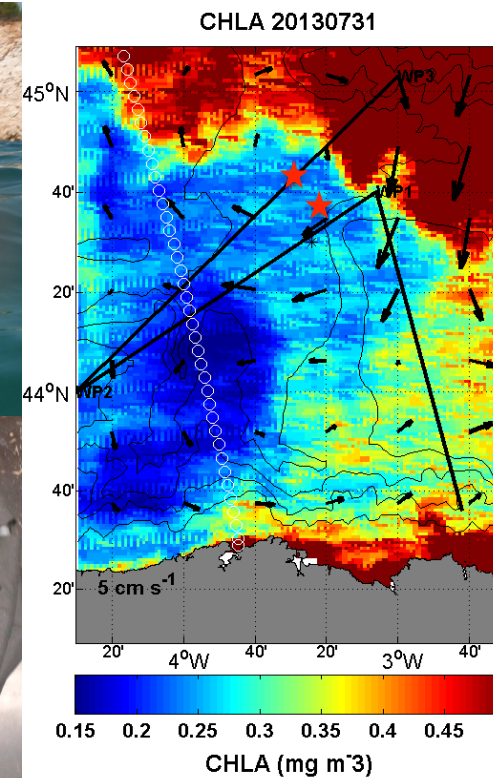 CHLA 20130731
45°N
WP3
40'
WP1
20'
44°N
WP2
40'
20'
5 cm s-1
20'
4°W
40'
20'
3°W
40'
0.15
0.2
0.25
0.3
0.35
0.4
0.45
CHLA (mg m-3)